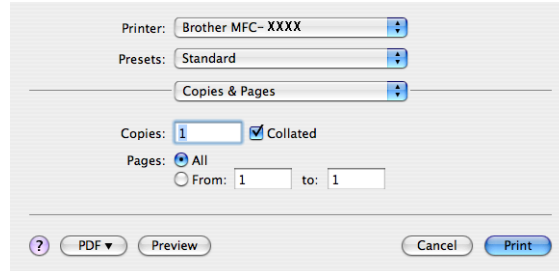 Printer: Brother MFC-XXXX
Presets: Standard
Copies & Pages
Copies: 1 Collated
Pages: All
From: 1 to: 1
? PDF▼ Preview Cancel Print